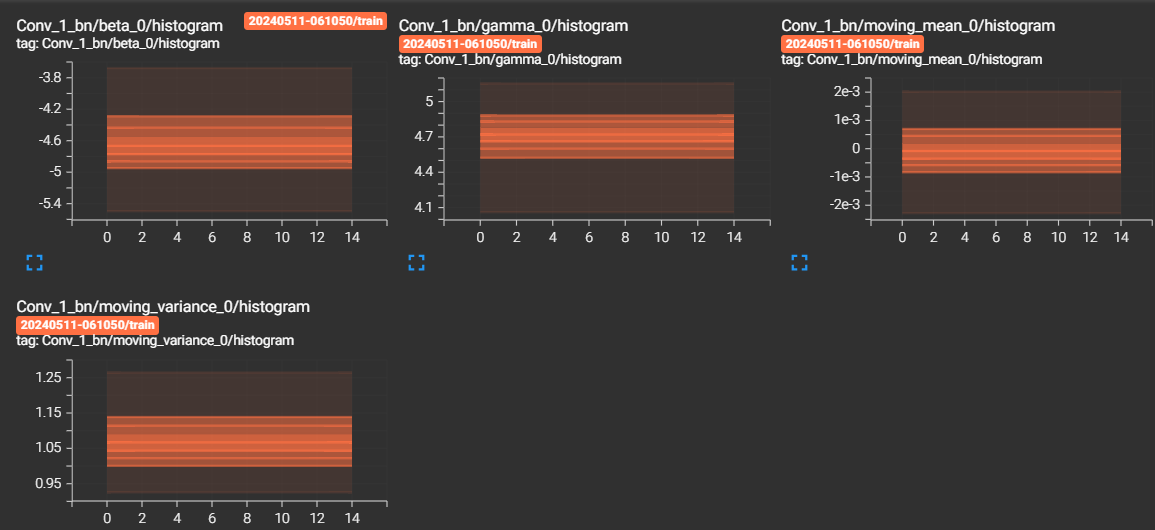 Conv_1_bn/beta_0/histogram
20240511-061050/train
tag: Conv_1_bn/beta_0/histogram
-3.8
-4.2
-4.6
-5
-5.4
0 2 4 6 8 10 12 14
Conv_1_bn/gamma_0/histogram
20240511-061050/train
tag: Conv_1_bn/gamma_0/histogram
5
4.7
4.4
4.1
0 2 4 6 8 10 12 14
Conv_1_bn/moving_mean_0/histogram
20240511-061050/train
tag: Conv_1_bn/moving_mean_0/histogram
2e-3
1e-3
0
-1e-3
-2e-3
0 2 4 6 8 10 12 14
Conv_1_bn/moving_variance_0/histogram
20240511-061050/train
tag: Conv_1_bn/moving_variance_0/histogram
1.25
1.15
1.05
0.95
0 2 4 6 8 10 12 14